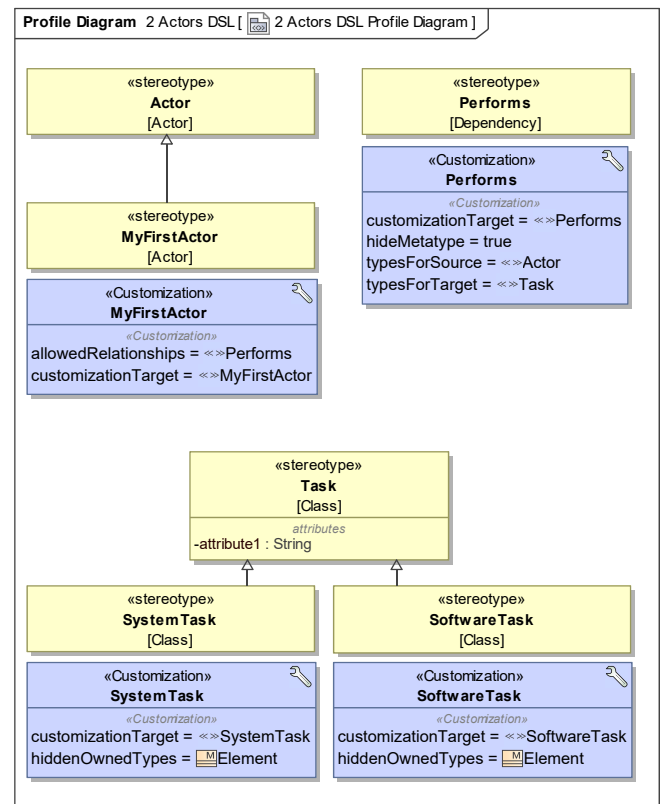 Profile Diagram 2 Actors DSL [ 2 Actors DSL Profile Diagram ]
«stereotype»
Actor
[Actor]
«stereotype»
Performs
[Dependency]
«Customization»
Performs
«Customization»
customizationTarget = «»Performs
hideMetatype = true
typesForSource = «»Actor
typesForTarget = «»Task
«stereotype»
MyFirstActor
[Actor]
«Customization»
MyFirstActor
«Customization»
allowedRelationships = «»Performs
customizationTarget = «»MyFirstActor
«stereotype»
Task
[Class]
attributes
-attribute1 : String
«stereotype»
SystemTask
[Class]
«Customization»
SystemTask
«Customization»
customizationTarget = «»SystemTask
hiddenOwnedTypes = M Element
«stereotype»
SoftwareTask
[Class]
«Customization»
SoftwareTask
«Customization»
customizationTarget = «»SoftwareTask
hiddenOwnedTypes = M Element